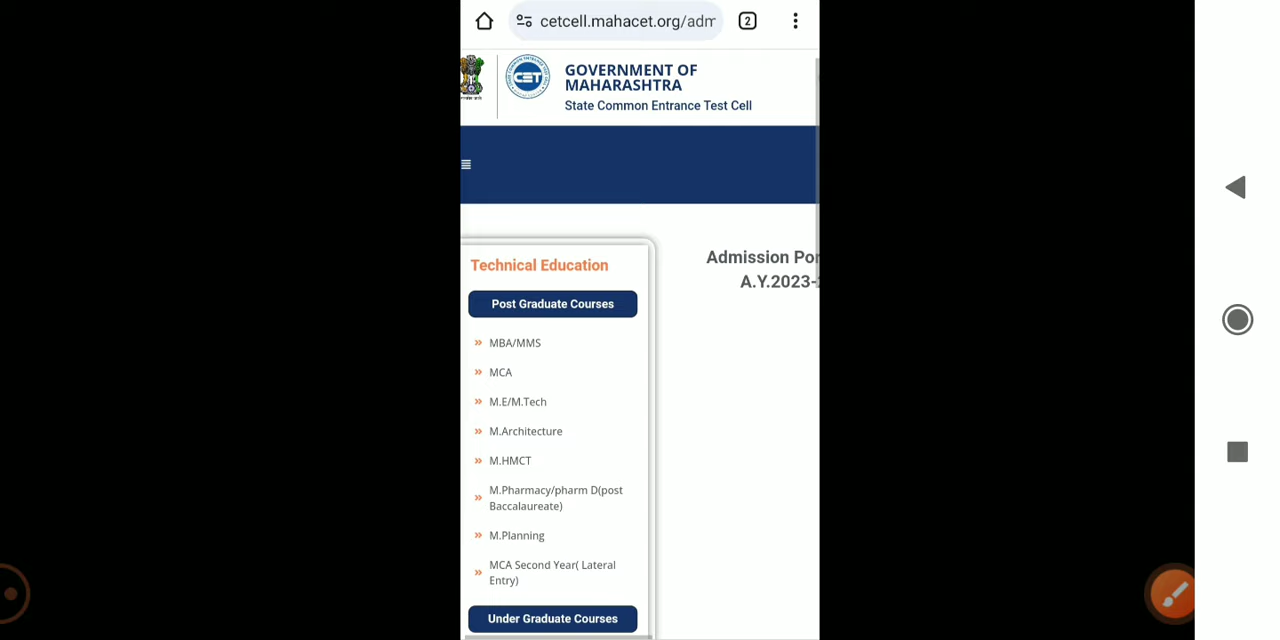 cetcell.mahacet.org/adm
2
CET
GOVERNMENT OF
MAHARASHTRA
State Common Entrance Test Cell
Technical Education
Admission Por
A.Y.2023-
Post Graduate Courses
» MBA/MMS
» MCA
» M.E/M.Tech
» M.Architecture
» M.HMCT
» M.Pharmacy/pharm D(post
Baccalaureate)
» M.Planning
» MCA Second Year( Lateral
Entry)
Under Graduate Courses